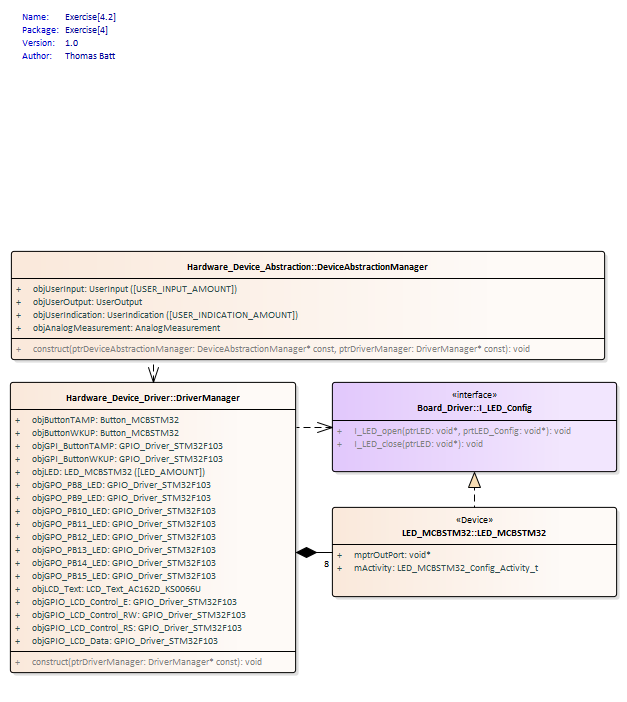 Name: Exercise[4.2]
Package: Exercise[4]
Version: 1.0
Author: Thomas Batt
Hardware_Device_Abstraction::DeviceAbstractionManager
+ objUserInput: UserInput ([USER_INPUT_AMOUNT])
+ objUserOutput: UserOutput
+ objUserIndication: UserIndication ([USER_INDICATION_AMOUNT])
+ objAnalogMeasurement: AnalogMeasurement
+ construct(ptrDeviceAbstractionManager: DeviceAbstractionManager* const, ptrDriverManager: DriverManager* const): void
Hardware_Device_Driver::DriverManager
+ objButtonTAMP: Button_MCBSTM32
+ objButtonWKUP: Button_MCBSTM32
+ objGPI_ButtonTAMP: GPIO_Driver_STM32F103
+ objGPI_ButtonWKUP: GPIO_Driver_STM32F103
+ objLED: LED_MCBSTM32 ([LED_AMOUNT])
+ objGPO_PB8_LED: GPIO_Driver_STM32F103
+ objGPO_PB9_LED: GPIO_Driver_STM32F103
+ objGPO_PB10_LED: GPIO_Driver_STM32F103
+ objGPO_PB11_LED: GPIO_Driver_STM32F103
+ objGPO_PB12_LED: GPIO_Driver_STM32F103
+ objGPO_PB13_LED: GPIO_Driver_STM32F103
+ objGPO_PB14_LED: GPIO_Driver_STM32F103
+ objGPO_PB15_LED: GPIO_Driver_STM32F103
+ objLCD_Text: LCD_Text_AC162D_KS0066U
+ objGPIO_LCD_Control_E: GPIO_Driver_STM32F103
+ objGPIO_LCD_Control_RW: GPIO_Driver_STM32F103
+ objGPIO_LCD_Control_RS: GPIO_Driver_STM32F103
+ objGPIO_LCD_Data: GPIO_Driver_STM32F103
+ construct(ptrDriverManager: DriverManager* const): void
«interface»
Board_Driver::I_LED_Config
+ I_LED_open(ptrLED: void*, prtLED_Config: void*): void
+ I_LED_close(ptrLED: void*): void
«Device»
LED_MCBSTM32::LED_MCBSTM32
+ mptrOutPort: void*
+ mActivity: LED_MCBSTM32_Config_Activity_t
8